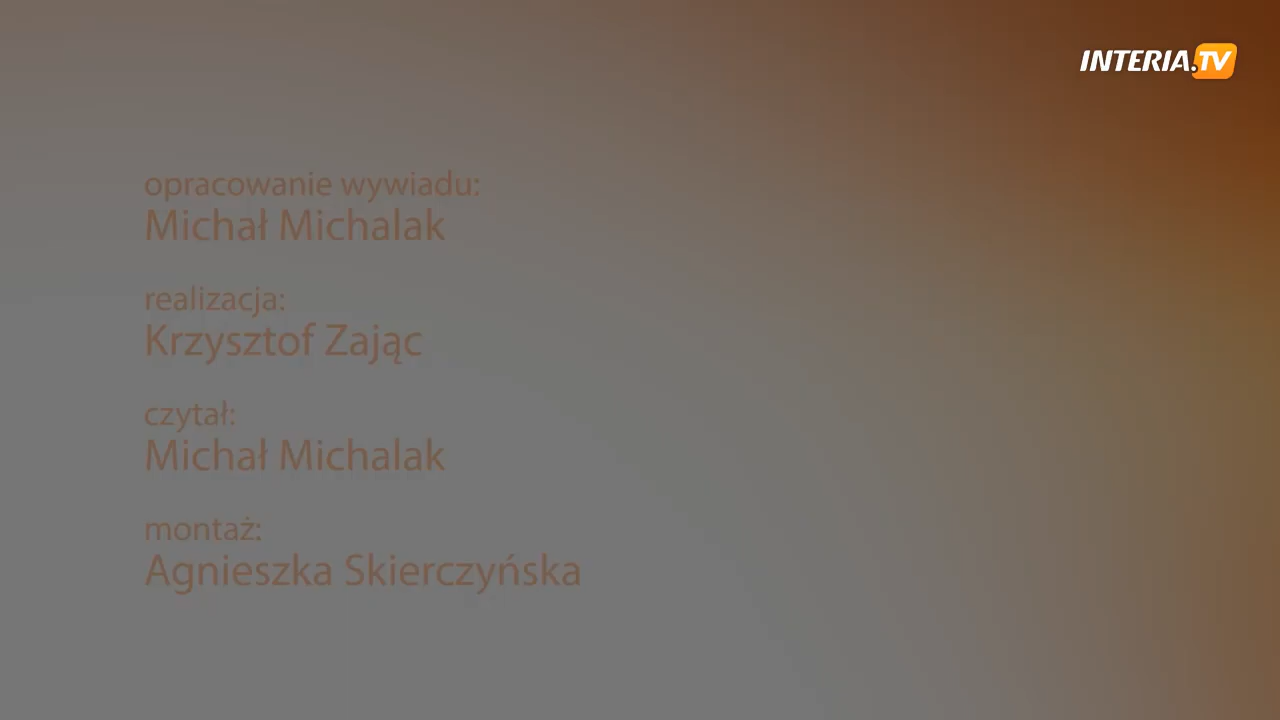 INTERIA.TV
opracowanie wywiadu:
Michał Michalak
realizacja:
Krzysztof Zając
czytał:
Michał Michalak
montaż:
Agnieszka Skierczyńska